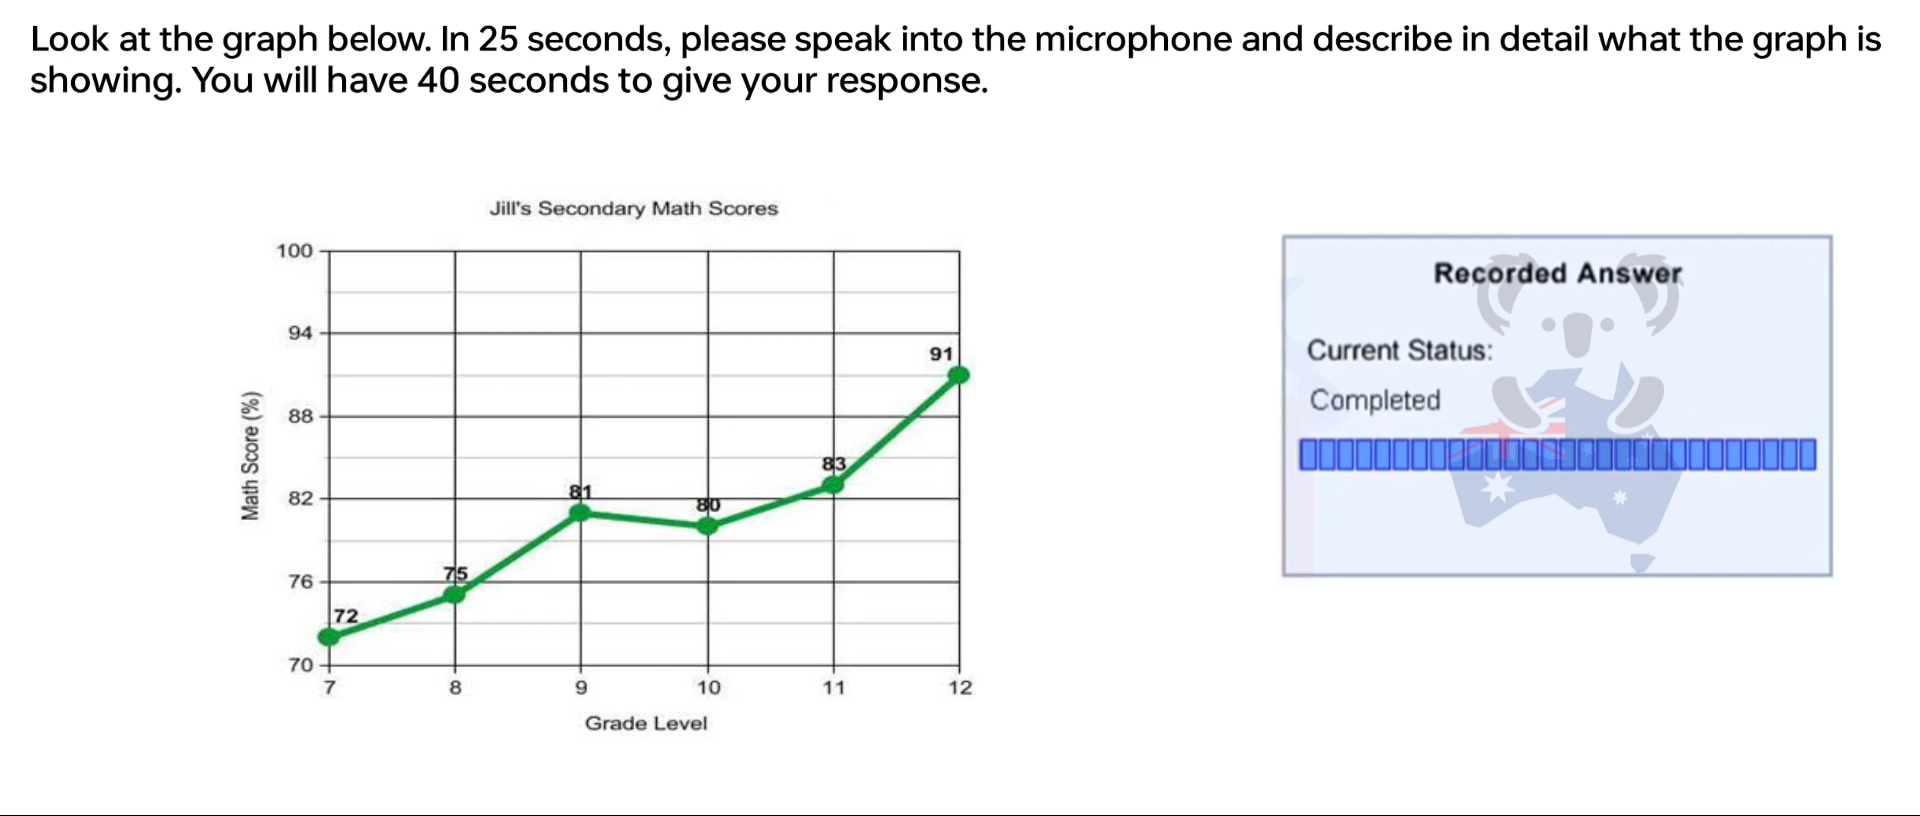 Look at the graph below. In 25 seconds, please speak into the microphone and describe in detail what the graph is
showing. You will have 40 seconds to give your response.
Jill's Secondary Math Scores
100
94
88
82
76
70
Math Score (%)
72
75
81
80
83
91
7 8 9 10 11 12
Grade Level
Recorded Answer
Current Status:
Completed